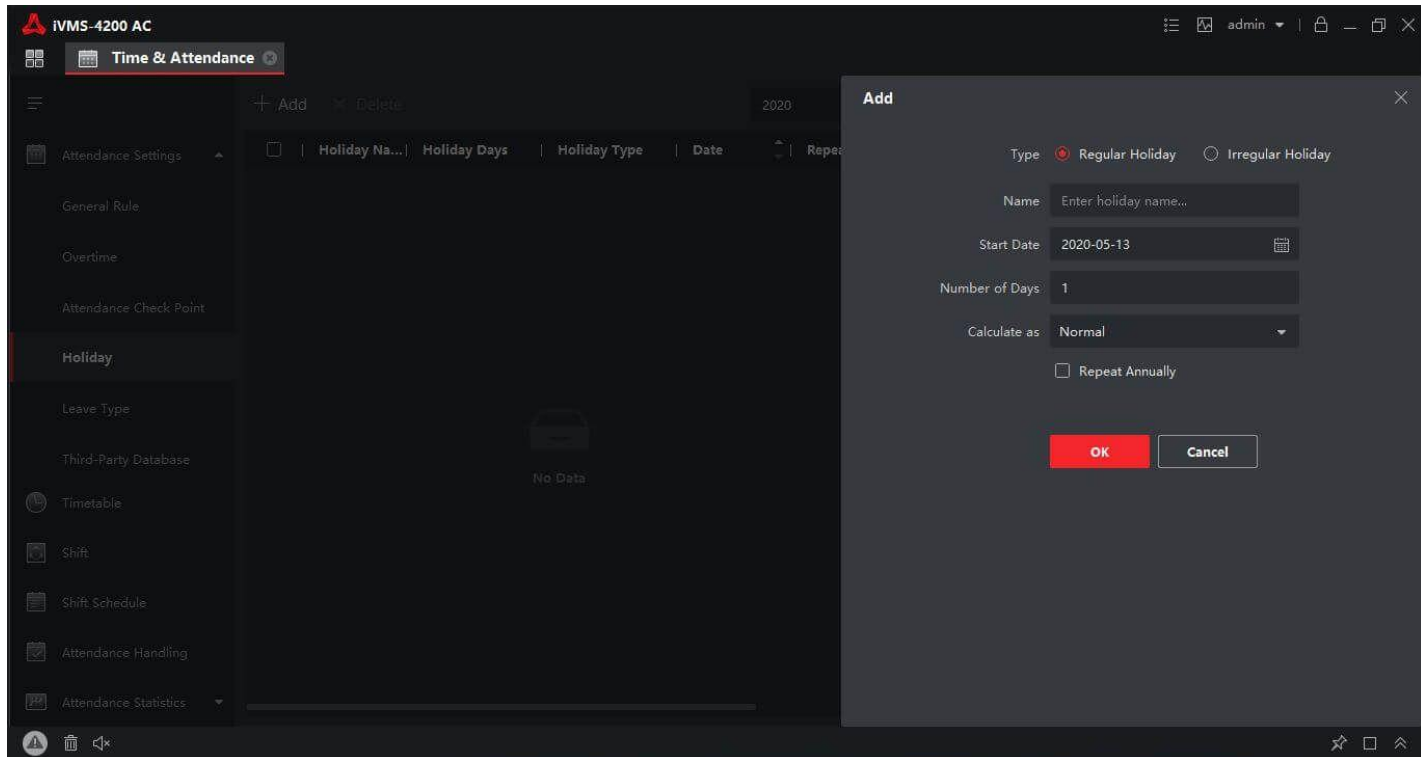 iVMS-4200 AC
admin
Time & Attendance
+ Add × Delete
2020
Holiday Na... | Holiday Days | Holiday Type | Date | Repea
Attendance Settings
General Rule
Overtime
Attendance Check Point
Holiday
Leave Type
Third-Party Database
Timetable
Shift
Shift Schedule
Attendance Handling
Attendance Statistics
No Data
Add
Type Regular Holiday Irregular Holiday
Name Enter holiday name...
Start Date 2020-05-13
Number of Days 1
Calculate as Normal
Repeat Annually
OK Cancel